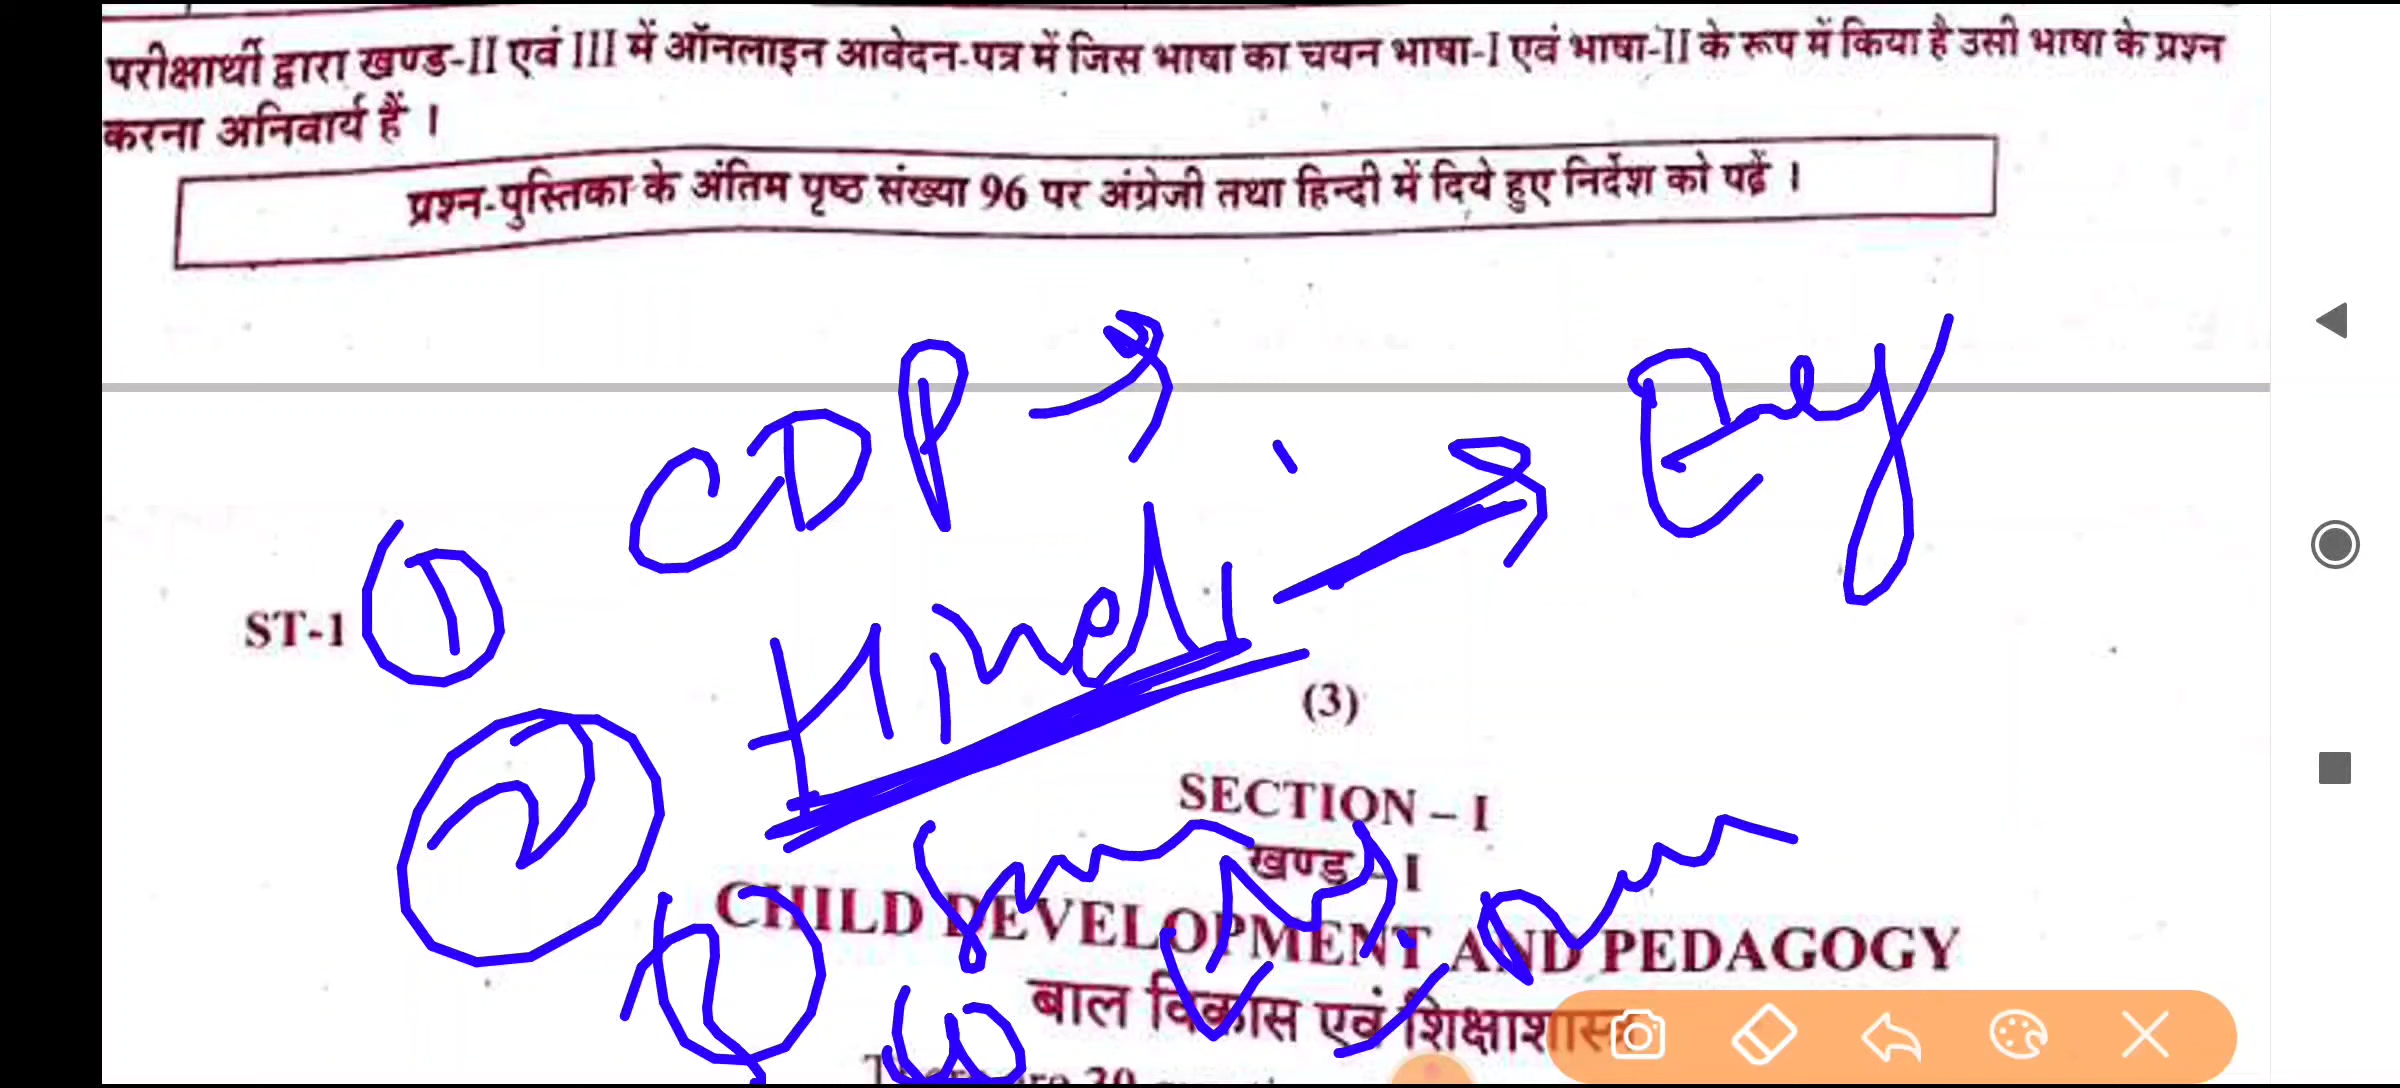 परीक्षार्थी द्वारा खण्ड-II एवं III में ऑनलाइन आवेदन-पत्र में जिस भाषा का चयन भाषा-I एवं भाषा-II के रूप में किया है उसी भाषा के प्रश्न
करना अनिवार्य हैं ।
प्रश्न-पुस्तिका के अंतिम पृष्ठ संख्या 96 पर अंग्रेजी तथा हिन्दी में दिये हुए निर्देश को पढ़ें ।
CDP
Hindi
ST-1 1
2
(3)
SECTION – I
खण्ड – I
CHILD DEVELOPMENT AND PEDAGOGY
बाल विकास एवं शिक्षाशास्त्र